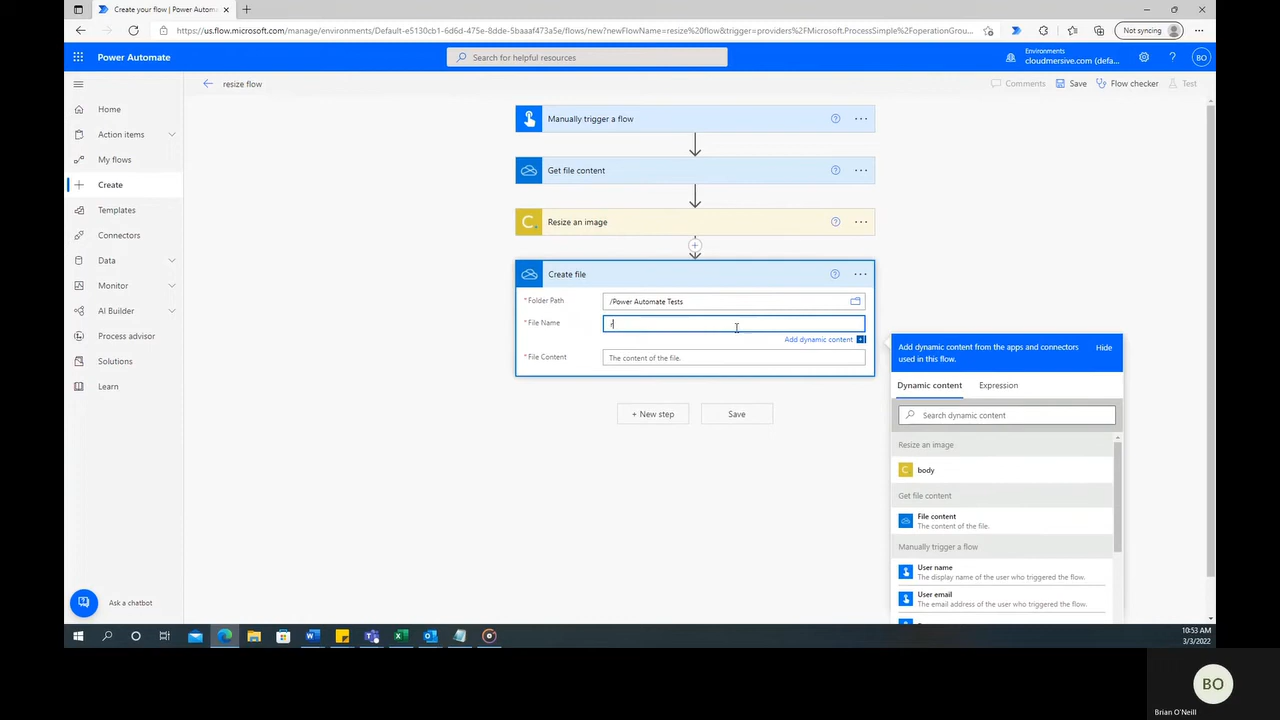 Create your flow | Power Automate
https://us.flow.microsoft.com/manage/environments/Default-e5130cb1-6d6d-475e-8dde-5baaaf473a5e/flows/new?newFlowName=resize%20flow&trigger=providers%2FMicrosoft.ProcessSimple%2FoperationGrou...
Not syncing
Power Automate
Search for helpful resources
Environments
cloudmersive.com (defa...
BO
resize flow
Comments
Save
Flow checker
Test
Home
Action items
My flows
Create
Templates
Connectors
Data
Monitor
AI Builder
Process advisor
Solutions
Learn
Ask a chatbot
Manually trigger a flow
Get file content
C Resize an image
Create file
* Folder Path /Power Automate Tests
* File Name
Add dynamic content
* File Content The content of the file.
+ New step
Save
Add dynamic content from the apps and connectors
used in this flow.
Hide
Dynamic content Expression
Search dynamic content
Resize an image
C body
Get file content
File content
The content of the file.
Manually trigger a flow
User name
The display name of the user who triggered the flow.
User email
The email address of the user who triggered the flow.
10:53 AM
3/3/2022
BO
Brian O'Neill